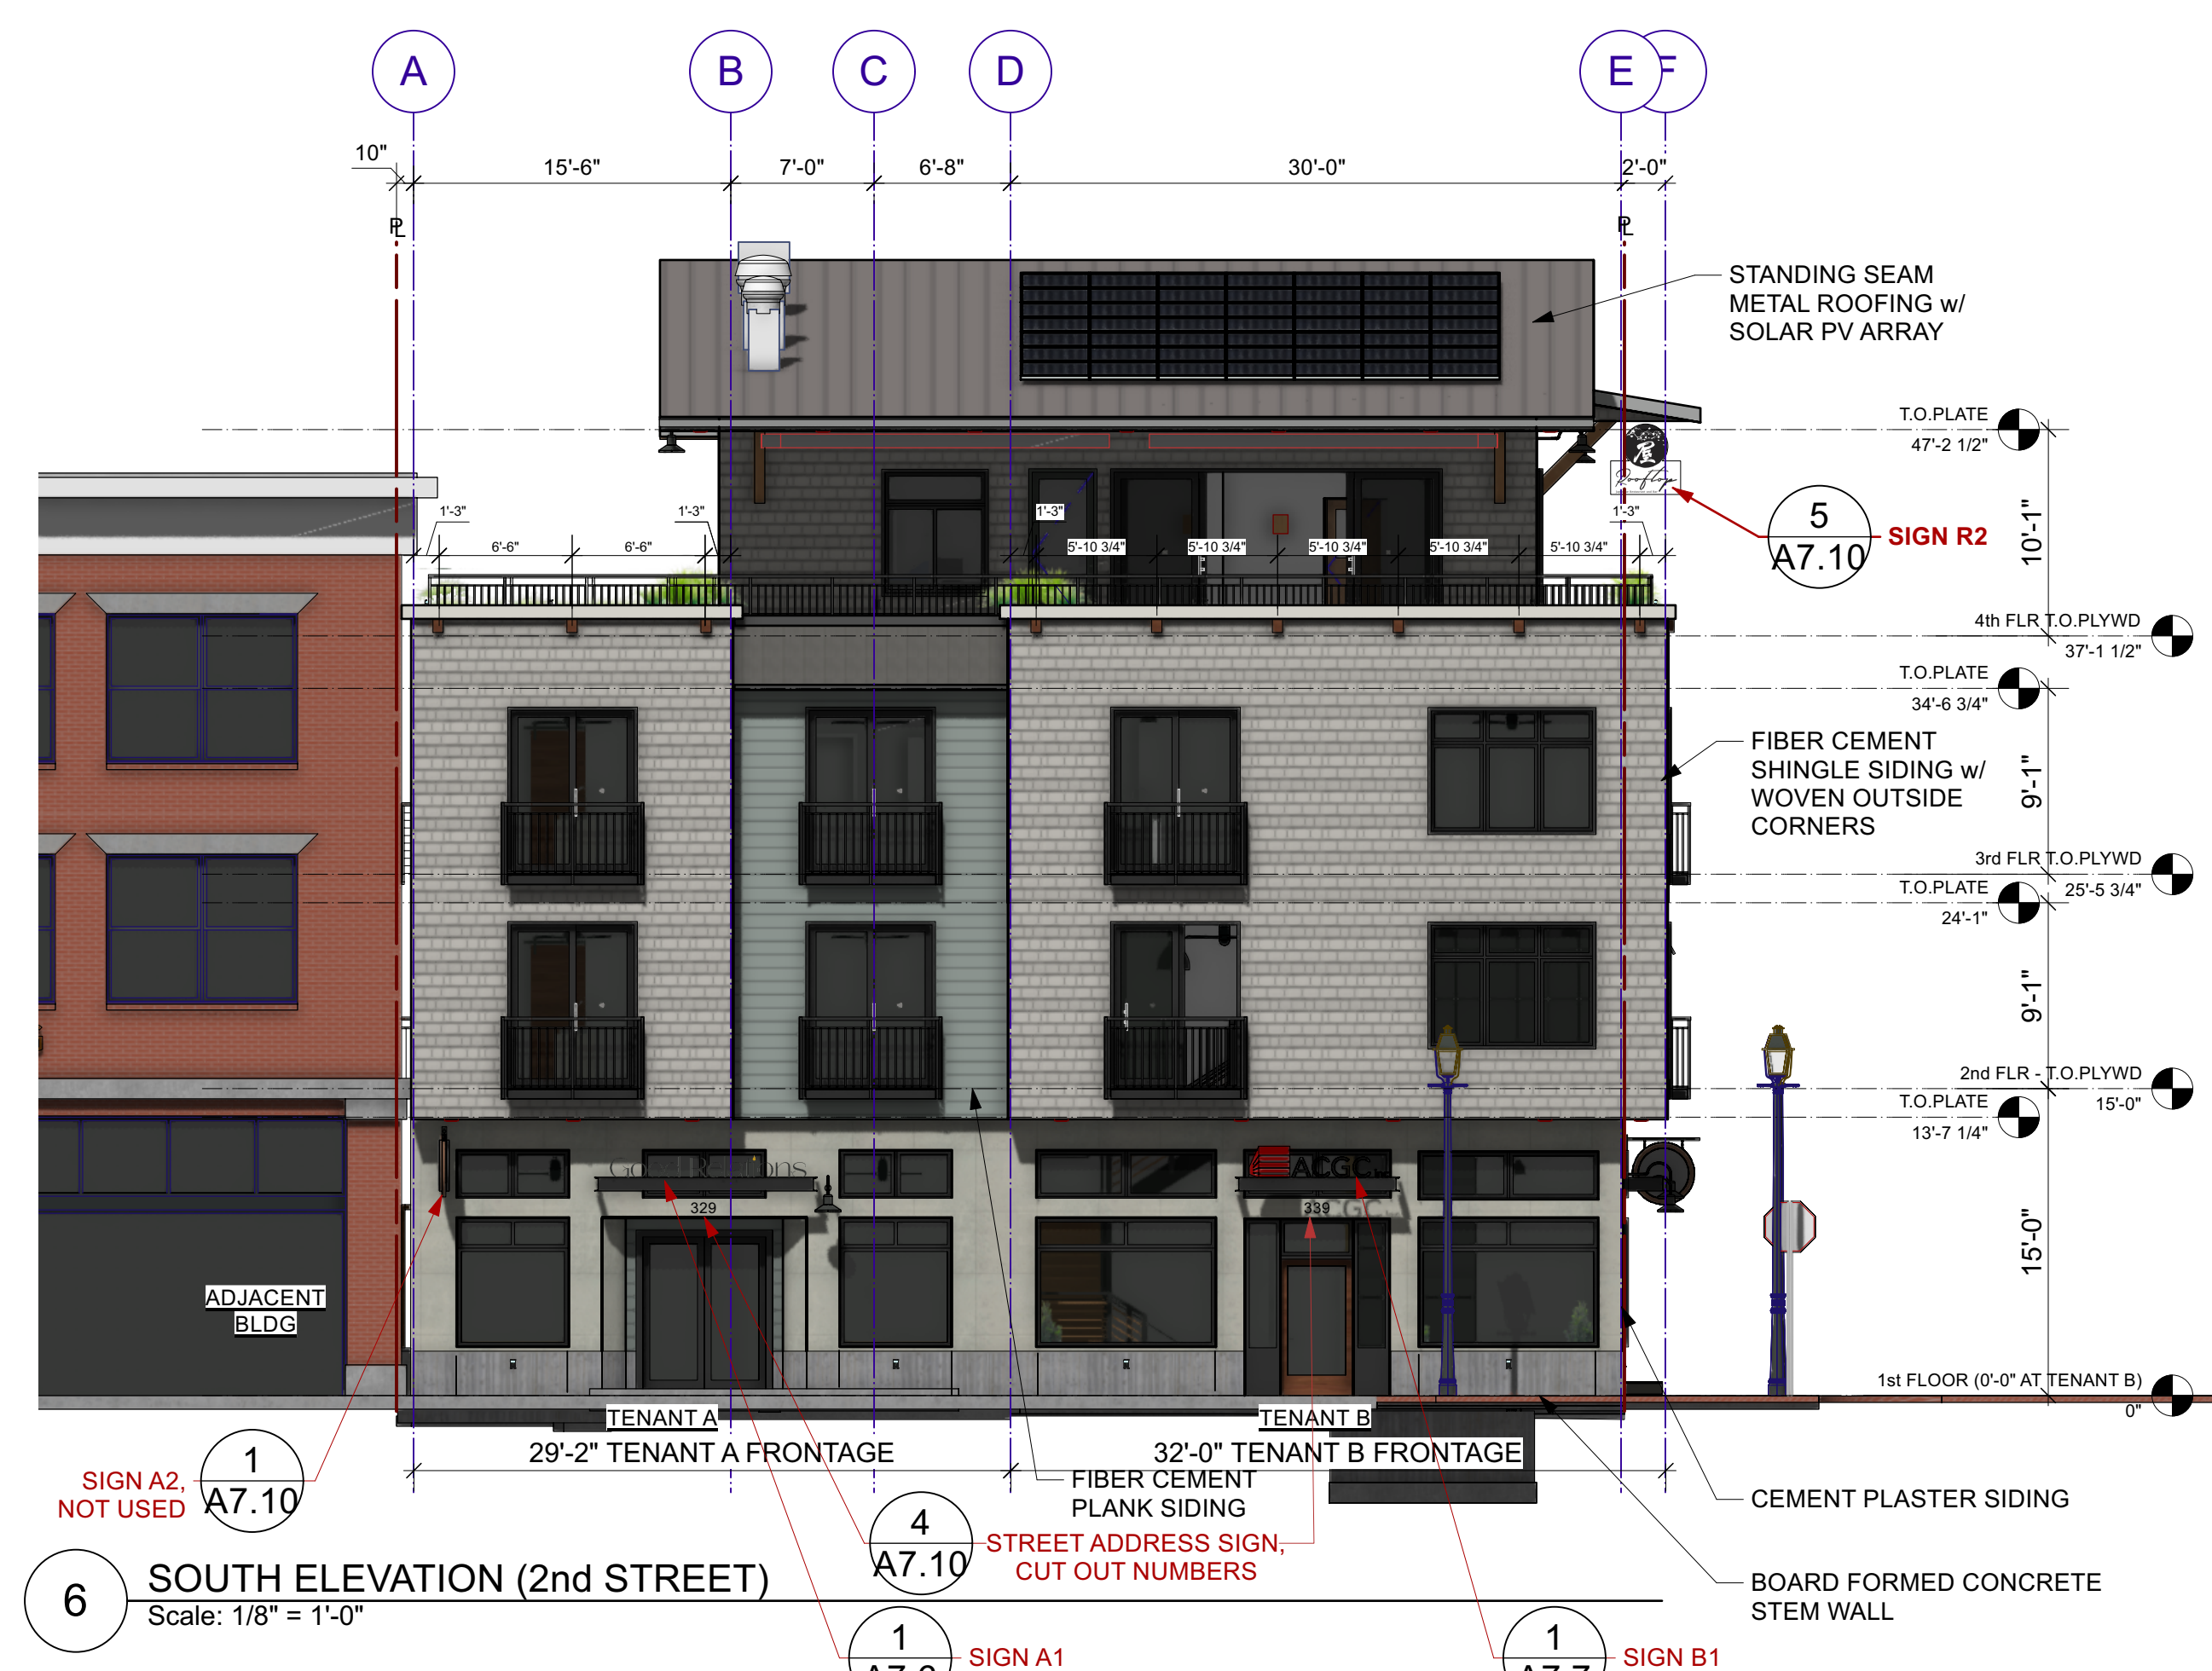 A
B
C
D
E
F
10"
15'-6"
7'-0"
6'-8"
30'-0"
2'-0"
PL
PL
STANDING SEAM
METAL ROOFING w/
SOLAR PV ARRAY
T.O.PLATE
47'-2 1/2"
屋
Rooftop
5
A7.10
SIGN R2
10'-1"
1'-3"
1'-3"
1'-3"
1'-3"
6'-6"
6'-6"
5'-10 3/4"
5'-10 3/4"
5'-10 3/4"
5'-10 3/4"
5'-10 3/4"
4th FLR T.O.PLYWD
37'-1 1/2"
T.O.PLATE
34'-6 3/4"
FIBER CEMENT
SHINGLE SIDING w/
WOVEN OUTSIDE
CORNERS
9'-1"
3rd FLR T.O.PLYWD
25'-5 3/4"
T.O.PLATE
24'-1"
9'-1"
2nd FLR - T.O.PLYWD
15'-0"
T.O.PLATE
13'-7 1/4"
Good Relations
ACGC
329
339
ACGC
15'-0"
ADJACENT
BLDG
1st FLOOR (0'-0" AT TENANT B)
0"
TENANT A
TENANT B
29'-2" TENANT A FRONTAGE
32'-0" TENANT B FRONTAGE
SIGN A2,
NOT USED
1
A7.10
FIBER CEMENT
PLANK SIDING
CEMENT PLASTER SIDING
4
A7.10
STREET ADDRESS SIGN,
CUT OUT NUMBERS
BOARD FORMED CONCRETE
STEM WALL
6
SOUTH ELEVATION (2nd STREET)
Scale: 1/8" = 1'-0"
1
SIGN A1
1
A7.7
SIGN B1